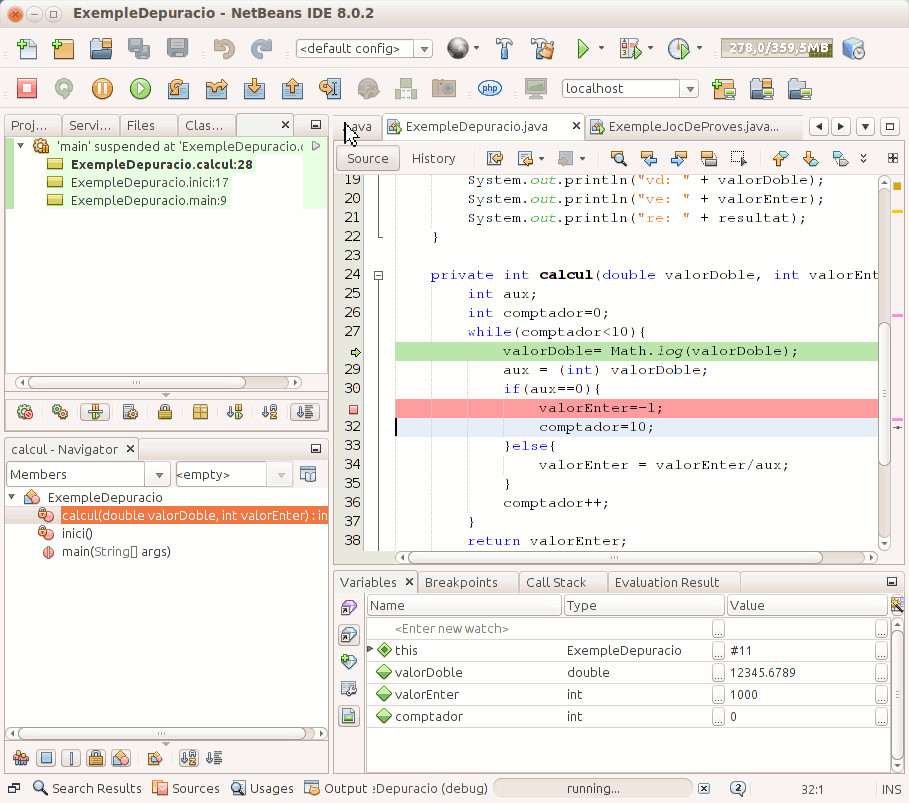 ExempleDepuracio - NetBeans IDE 8.0.2
<default config>
278,0/359,5MB
php
localhost
Proj...
Servi...
Files
Clas...
'main' suspended at 'ExempleDepuracio.c
ExempleDepuracio.calcul:28
ExempleDepuracio.inici:17
ExempleDepuracio.main:9
ExempleDepuracio.java
ExempleJocDeProves.java...
Source
History
19 System.out.println("vd: " + valorDoble);
20 System.out.println("ve: " + valorEnter);
21 System.out.println("re: " + resultat);
22 }
23
24 private int calcul(double valorDoble, int valorEnt
25 int aux;
26 int comptador=0;
27 while(comptador<10){
valorDoble= Math.log(valorDoble);
29 aux = (int) valorDoble;
30 if(aux==0){
valorEnter=-1;
32 comptador=10;
33 }else{
34 valorEnter = valorEnter/aux;
35 }
36 comptador++;
37 }
38 return valorEnter;
calcul - Navigator
Members
<empty>
ExempleDepuracio
calcul(double valorDoble, int valorEnter) : in
inici()
main(String[] args)
Variables
Breakpoints
Call Stack
Evaluation Result
Name Type Value
<Enter new watch> ... ...
this ExempleDepuracio ... #11 ...
valorDoble double ... 12345.6789 ...
valorEnter int ... 1000 ...
comptador int ... 0 ...
Search Results
Sources
Usages
Output
:Depuracio (debug)
running...
2
32:1
INS